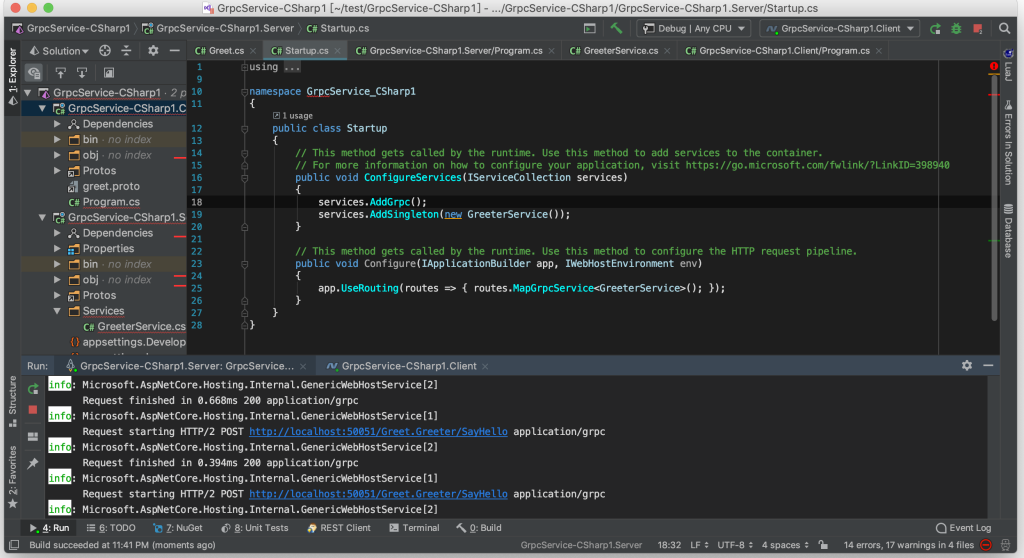 GrpcService-CSharp1 [~/test/GrpcService-CSharp1] - .../GrpcService-CSharp1/GrpcService-CSharp1.Server/Startup.cs
GrpcService-CSharp1 GrpcService-CSharp1.Server C# Startup.cs Debug | Any CPU GrpcService-CSharp1.Client
1: Explorer
Solution
C# Greet.cs C# Startup.cs C# GrpcService-CSharp1.Server/Program.cs C# GreeterService.cs C# GrpcService-CSharp1.Client/Program.cs
GrpcService-CSharp1 · 2 p
GrpcService-CSharp1.C
Dependencies
bin · no index
obj · no index
Protos
greet.proto
C# Program.cs
GrpcService-CSharp1.S
Dependencies
Properties
bin · no index
obj · no index
Protos
Services
C# GreeterService.cs
appsettings.Develop
1 using ...
9
10 namespace GrpcService_CSharp1
11 {
1 usage
12 public class Startup
13 {
14 // This method gets called by the runtime. Use this method to add services to the container.
15 // For more information on how to configure your application, visit https://go.microsoft.com/fwlink/?LinkID=398940
16 public void ConfigureServices(IServiceCollection services)
17 {
18 services.AddGrpc();
19 services.AddSingleton(new GreeterService());
20 }
21
22 // This method gets called by the runtime. Use this method to configure the HTTP request pipeline.
23 public void Configure(IApplicationBuilder app, IWebHostEnvironment env)
24 {
25 app.UseRouting(routes => { routes.MapGrpcService<GreeterService>(); });
26 }
27 }
28 }
LuaJ
Errors In Solution
Database
Run: GrpcService-CSharp1.Server: GrpcService... GrpcService-CSharp1.Client
Structure
2: Favorites
info: Microsoft.AspNetCore.Hosting.Internal.GenericWebHostService[2]
Request finished in 0.668ms 200 application/grpc
info: Microsoft.AspNetCore.Hosting.Internal.GenericWebHostService[1]
Request starting HTTP/2 POST http://localhost:50051/Greet.Greeter/SayHello application/grpc
info: Microsoft.AspNetCore.Hosting.Internal.GenericWebHostService[2]
Request finished in 0.394ms 200 application/grpc
info: Microsoft.AspNetCore.Hosting.Internal.GenericWebHostService[1]
Request starting HTTP/2 POST http://localhost:50051/Greet.Greeter/SayHello application/grpc
info: Microsoft.AspNetCore.Hosting.Internal.GenericWebHostService[2]
4: Run 6: TODO 7: NuGet 8: Unit Tests REST Client Terminal 0: Build Event Log
Build succeeded at 11:41 PM (moments ago) GrpcService-CSharp1.Server 18:32 LF UTF-8 4 spaces 14 errors, 17 warnings in 4 files